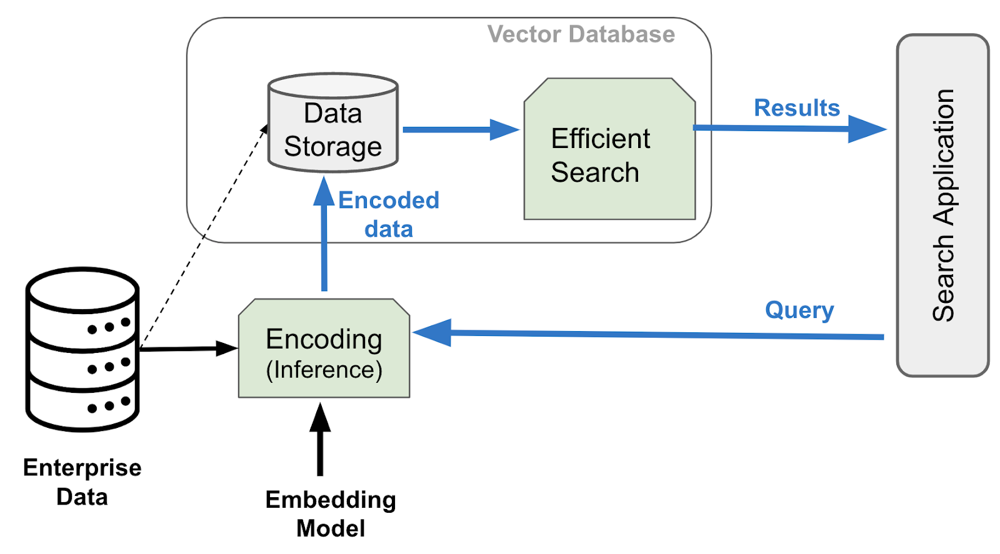 Vector Database
Data
Storage
Efficient
Search
Results
Search Application
Encoded
data
Query
Encoding
(Inference)
Enterprise
Data
Embedding
Model